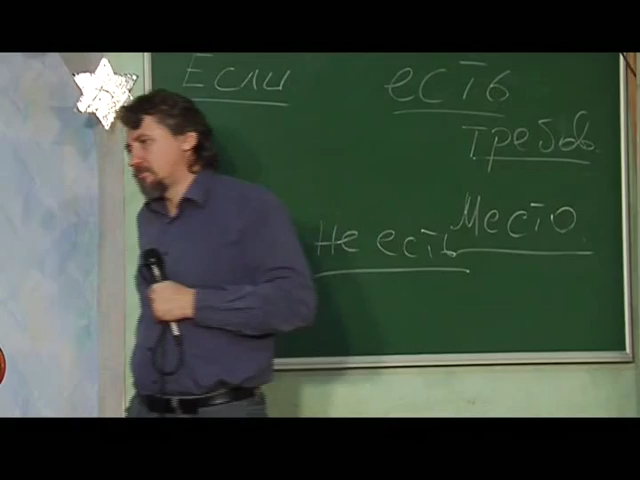 Если есть
требов.
Не есть Место